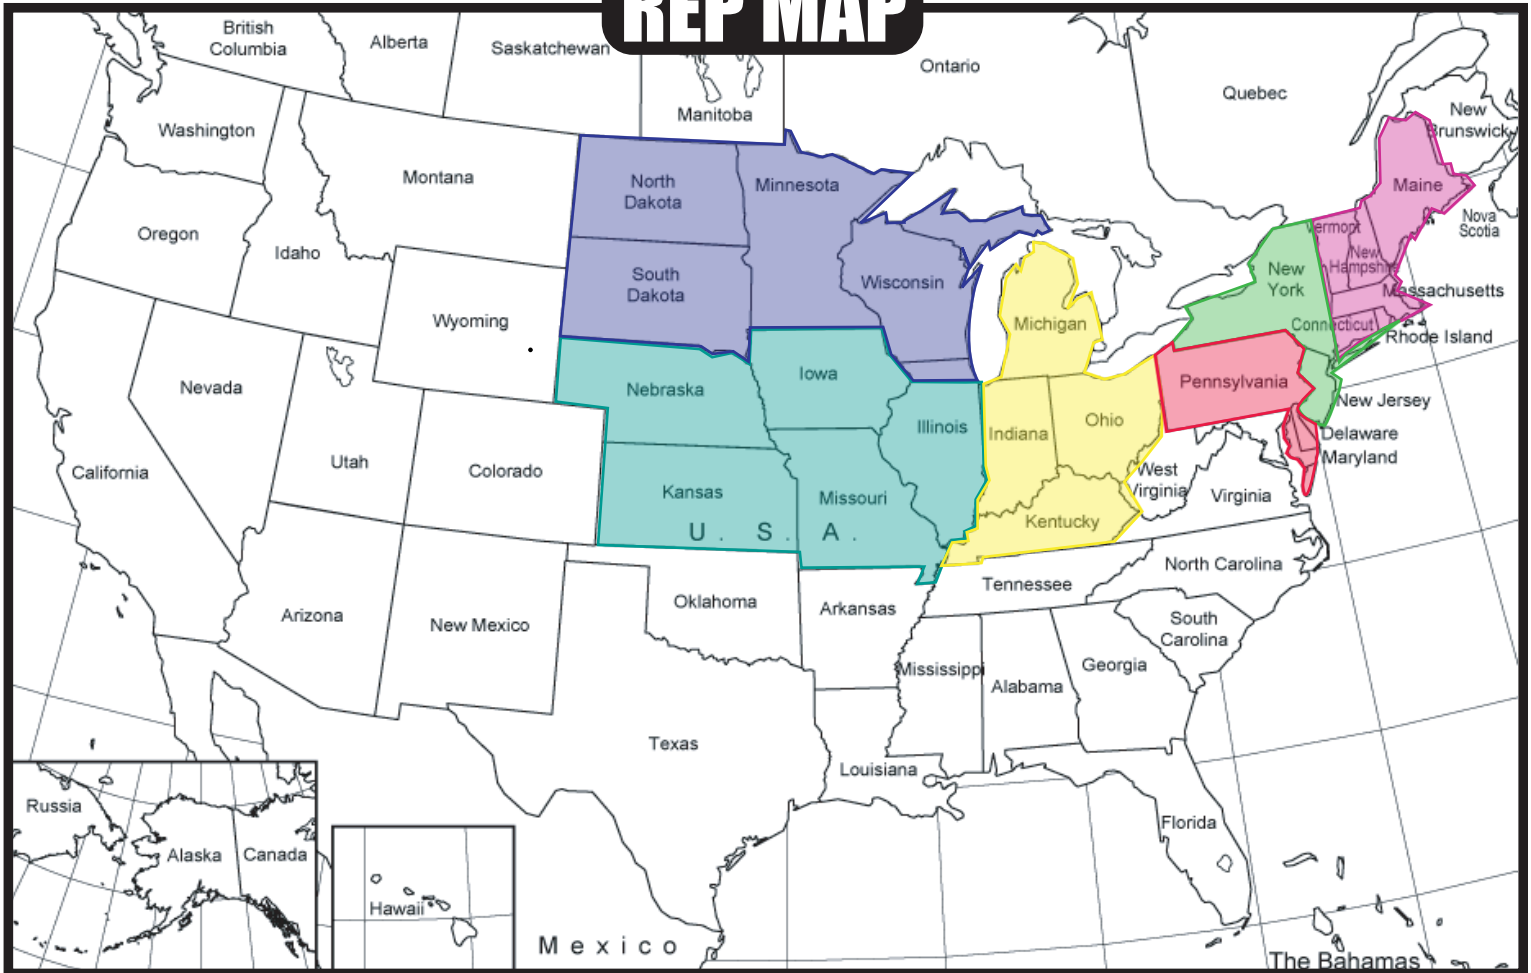 REP MAP
British
Columbia
Alberta
Saskatchewan
Manitoba
Ontario
Quebec
New
Brunswick
Nova
Scotia
Washington
Montana
North
Dakota
Minnesota
Maine
Oregon
Idaho
Vermont
New
Hampshire
South
Dakota
Wisconsin
New
York
Massachusetts
Wyoming
Michigan
Connecticut
Rhode Island
Nevada
Nebraska
Iowa
Pennsylvania
New Jersey
California
Utah
Colorado
Illinois
Indiana
Ohio
Delaware
Maryland
Kansas
Missouri
West
Virginia
Virginia
U. S. A.
Kentucky
North Carolina
Tennessee
Arizona
New Mexico
Oklahoma
Arkansas
South
Carolina
Mississippi
Alabama
Georgia
Texas
Louisiana
Florida
Russia
Alaska
Canada
Hawaii
Mexico
The Bahamas